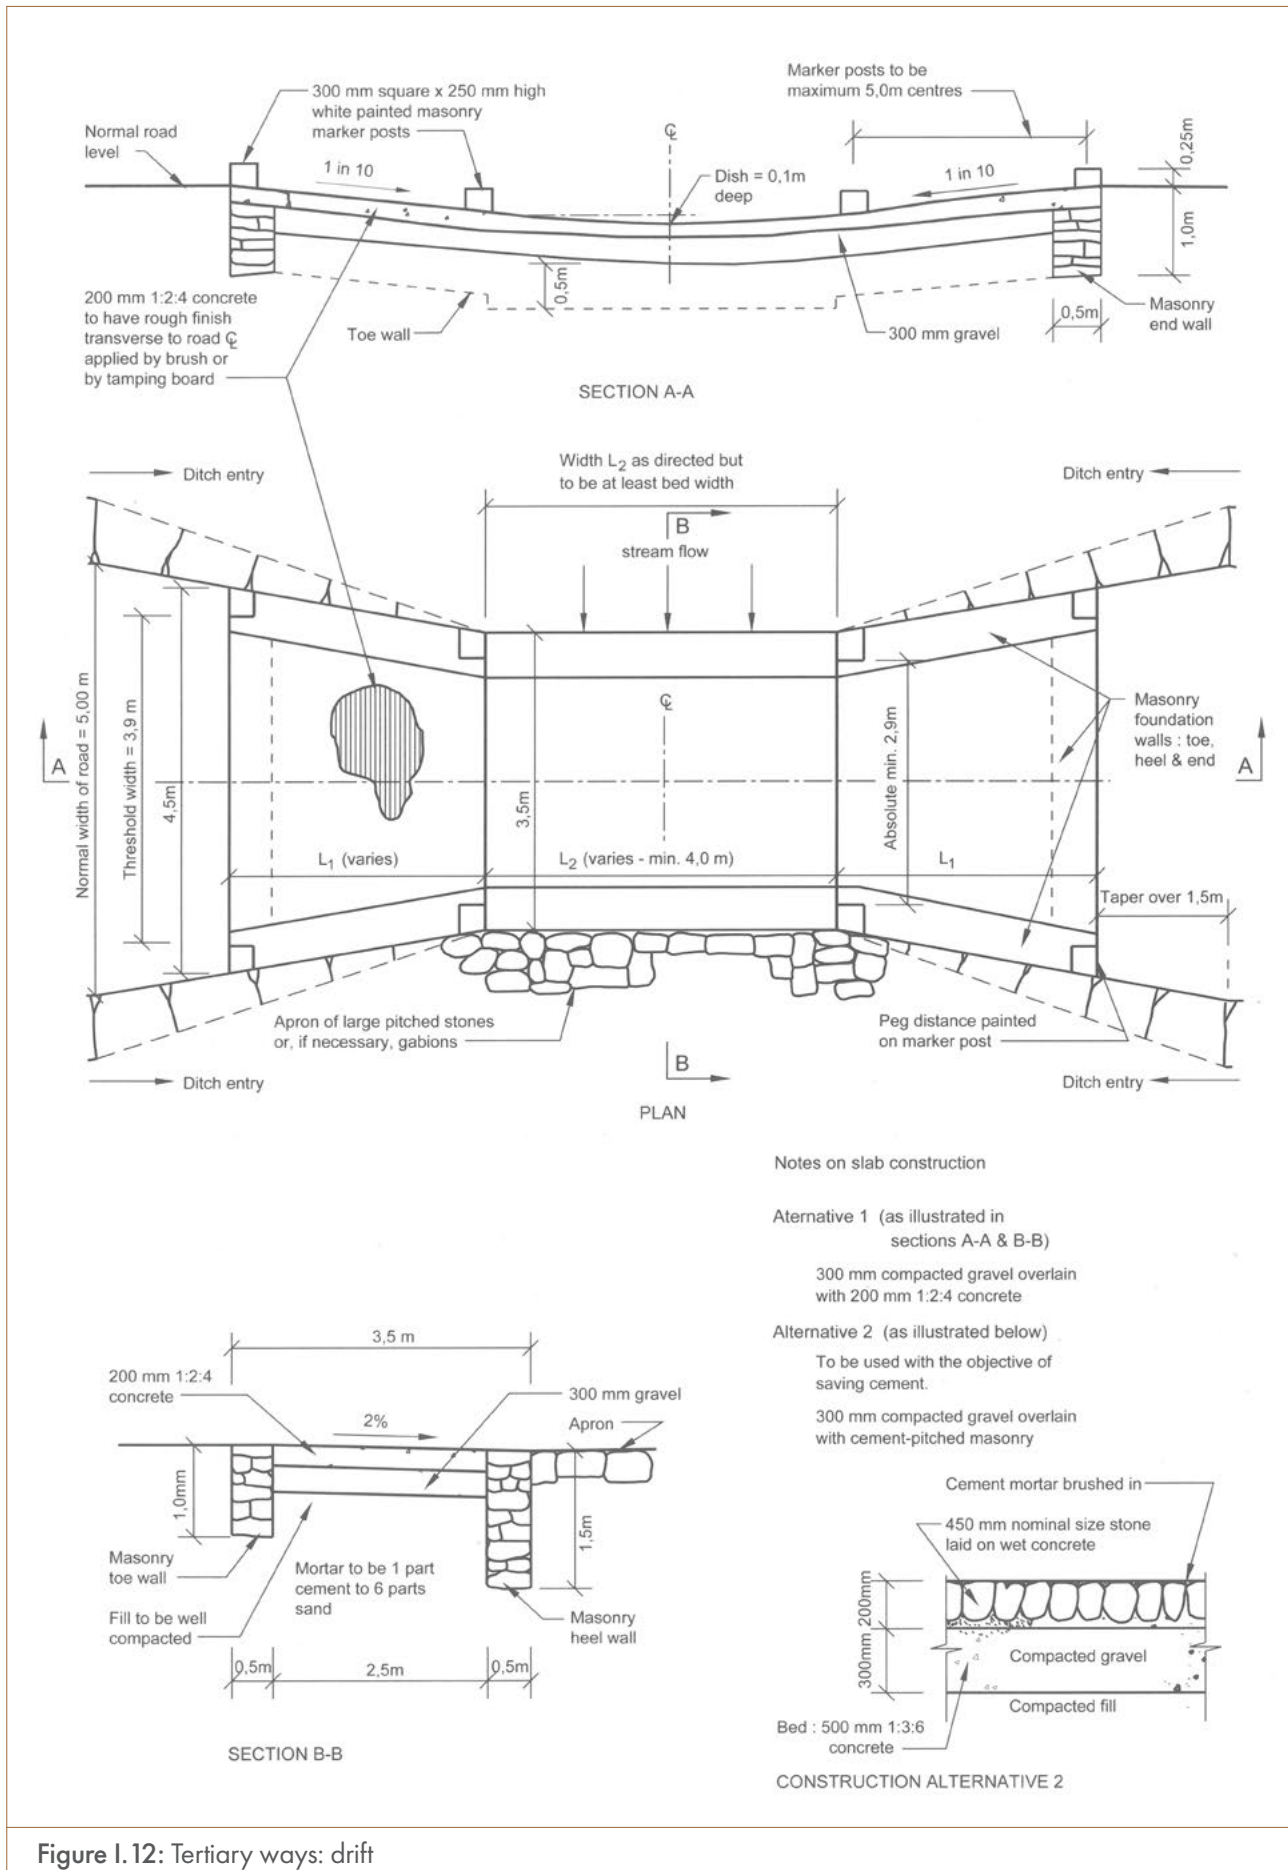 300 mm square x 250 mm high
white painted masonry
marker posts
Marker posts to be
maximum 5,0m centres
Normal road
level
1 in 10
℄
Dish = 0,1m
deep
1 in 10
0,25m
1,0m
200 mm 1:2:4 concrete
to have rough finish
transverse to road ℄
applied by brush or
by tamping board
Toe wall
0,5m
300 mm gravel
0,5m
Masonry
end wall
SECTION A-A
Ditch entry
Width L2 as directed but
to be at least bed width
Ditch entry
B
stream flow
Normal width of road = 5,00 m
Threshold width = 3,9 m
4,5m
3,5m
℄
Absolute min. 2,9m
Masonry
foundation
walls : toe,
heel & end
A
A
L1 (varies)
L2 (varies - min. 4,0 m)
L1
Taper over 1,5m
Apron of large pitched stones
or, if necessary, gabions
Peg distance painted
on marker post
Ditch entry
B
Ditch entry
PLAN
Notes on slab construction
Aternative 1 (as illustrated in
sections A-A & B-B)
300 mm compacted gravel overlain
with 200 mm 1:2:4 concrete
Alternative 2 (as illustrated below)
To be used with the objective of
saving cement.
300 mm compacted gravel overlain
with cement-pitched masonry
3,5 m
200 mm 1:2:4
concrete
300 mm gravel
2%
Apron
1,0mm
1,5m
Masonry
toe wall
Mortar to be 1 part
cement to 6 parts
sand
Fill to be well
compacted
Masonry
heel wall
0,5m
2,5m
0,5m
SECTION B-B
Cement mortar brushed in
450 mm nominal size stone
laid on wet concrete
200mm
300mm
Compacted gravel
Compacted fill
Bed : 500 mm 1:3:6
concrete
CONSTRUCTION ALTERNATIVE 2
Figure I.12: Tertiary ways: drift